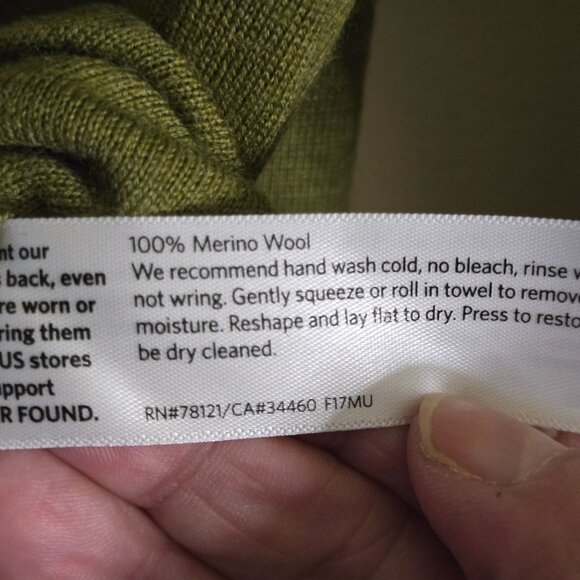 nt our
back, even
re worn or
ring them
US stores
pport
R FOUND.
100% Merino Wool
We recommend hand wash cold, no bleach, rinse w
not wring. Gently squeeze or roll in towel to remov
moisture. Reshape and lay flat to dry. Press to resto
be dry cleaned.
RN#78121/CA#34460 F17MU